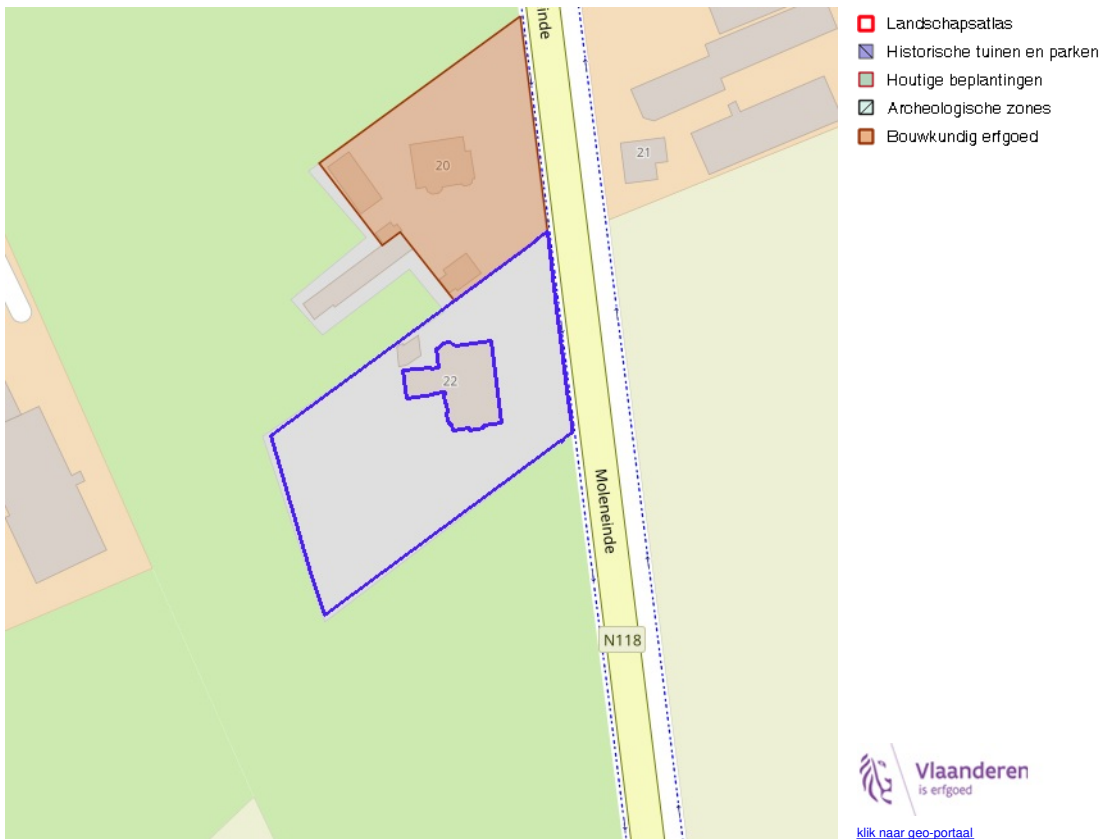 inde
20
21
22
Moleneinde
N118
Landschapsatlas
Historische tuinen en parken
Houtige beplantingen
Archeologische zones
Bouwkundig erfgoed
Vlaanderen
is erfgoed
klik naar geo-portaal